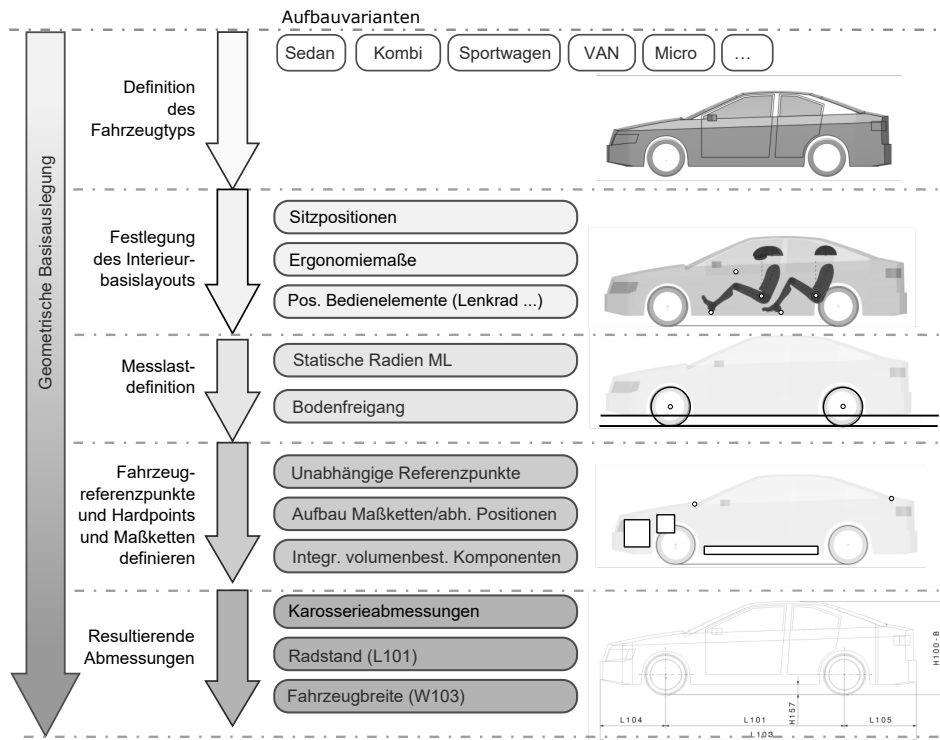 Aufbauvarianten
Sedan
Kombi
Sportwagen
VAN
Micro
...
Geometrische Basisauslegung
Definition
des
Fahrzeugtyps
Festlegung
des Interieur-
basislayouts
Sitzpositionen
Ergonomiemaße
Pos. Bedienelemente (Lenkrad ...)
Messlast-
definition
Statische Radien ML
Bodenfreigang
Fahrzeug-
referenzpunkte
und Hardpoints
und Maßketten
definieren
Unabhängige Referenzpunkte
Aufbau Maßketten/abh. Positionen
Integr. volumenbest. Komponenten
Resultierende
Abmessungen
Karosserieabmessungen
Radstand (L101)
Fahrzeugbreite (W103)
H100-B
H157
L104
L101
L105
L103